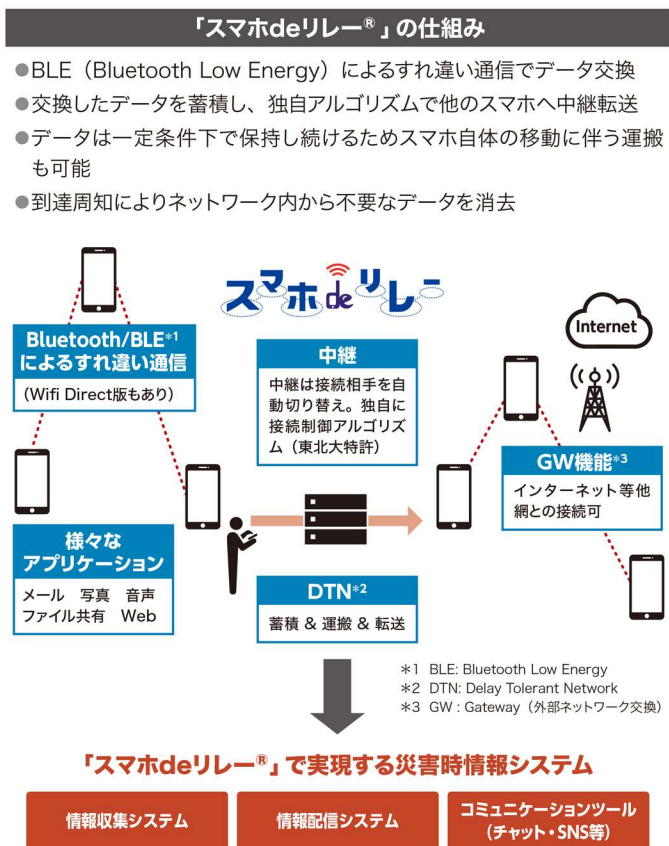 「スマホdeリレー®」の仕組み
●BLE（Bluetooth Low Energy）によるすれ違い通信でデータ交換
●交換したデータを蓄積し、独自アルゴリズムで他のスマホへ中継転送
●データは一定条件下で保持し続けるためスマホ自体の移動に伴う運搬
も可能
●到達周知によりネットワーク内から不要なデータを消去
スマホdeリレー
Internet
Bluetooth/BLE*1
によるすれ違い通信
(Wifi Direct版もあり）
中継
中継は接続相手を自
動切り替え。独自に
接続制御アルゴリズ
ム（東北大特許）
GW機能*3
インターネット等他
網との接続可
様々な
アプリケーション
メール 写真 音声
ファイル共有 Web
DTN*2
蓄積 & 運搬 & 転送
*1 BLE: Bluetooth Low Energy
*2 DTN: Delay Tolerant Network
*3 GW : Gateway（外部ネットワーク交換）
「スマホdeリレー®」で実現する災害時情報システム
情報収集システム
情報配信システム
コミュニケーションツール
（チャット・SNS等）